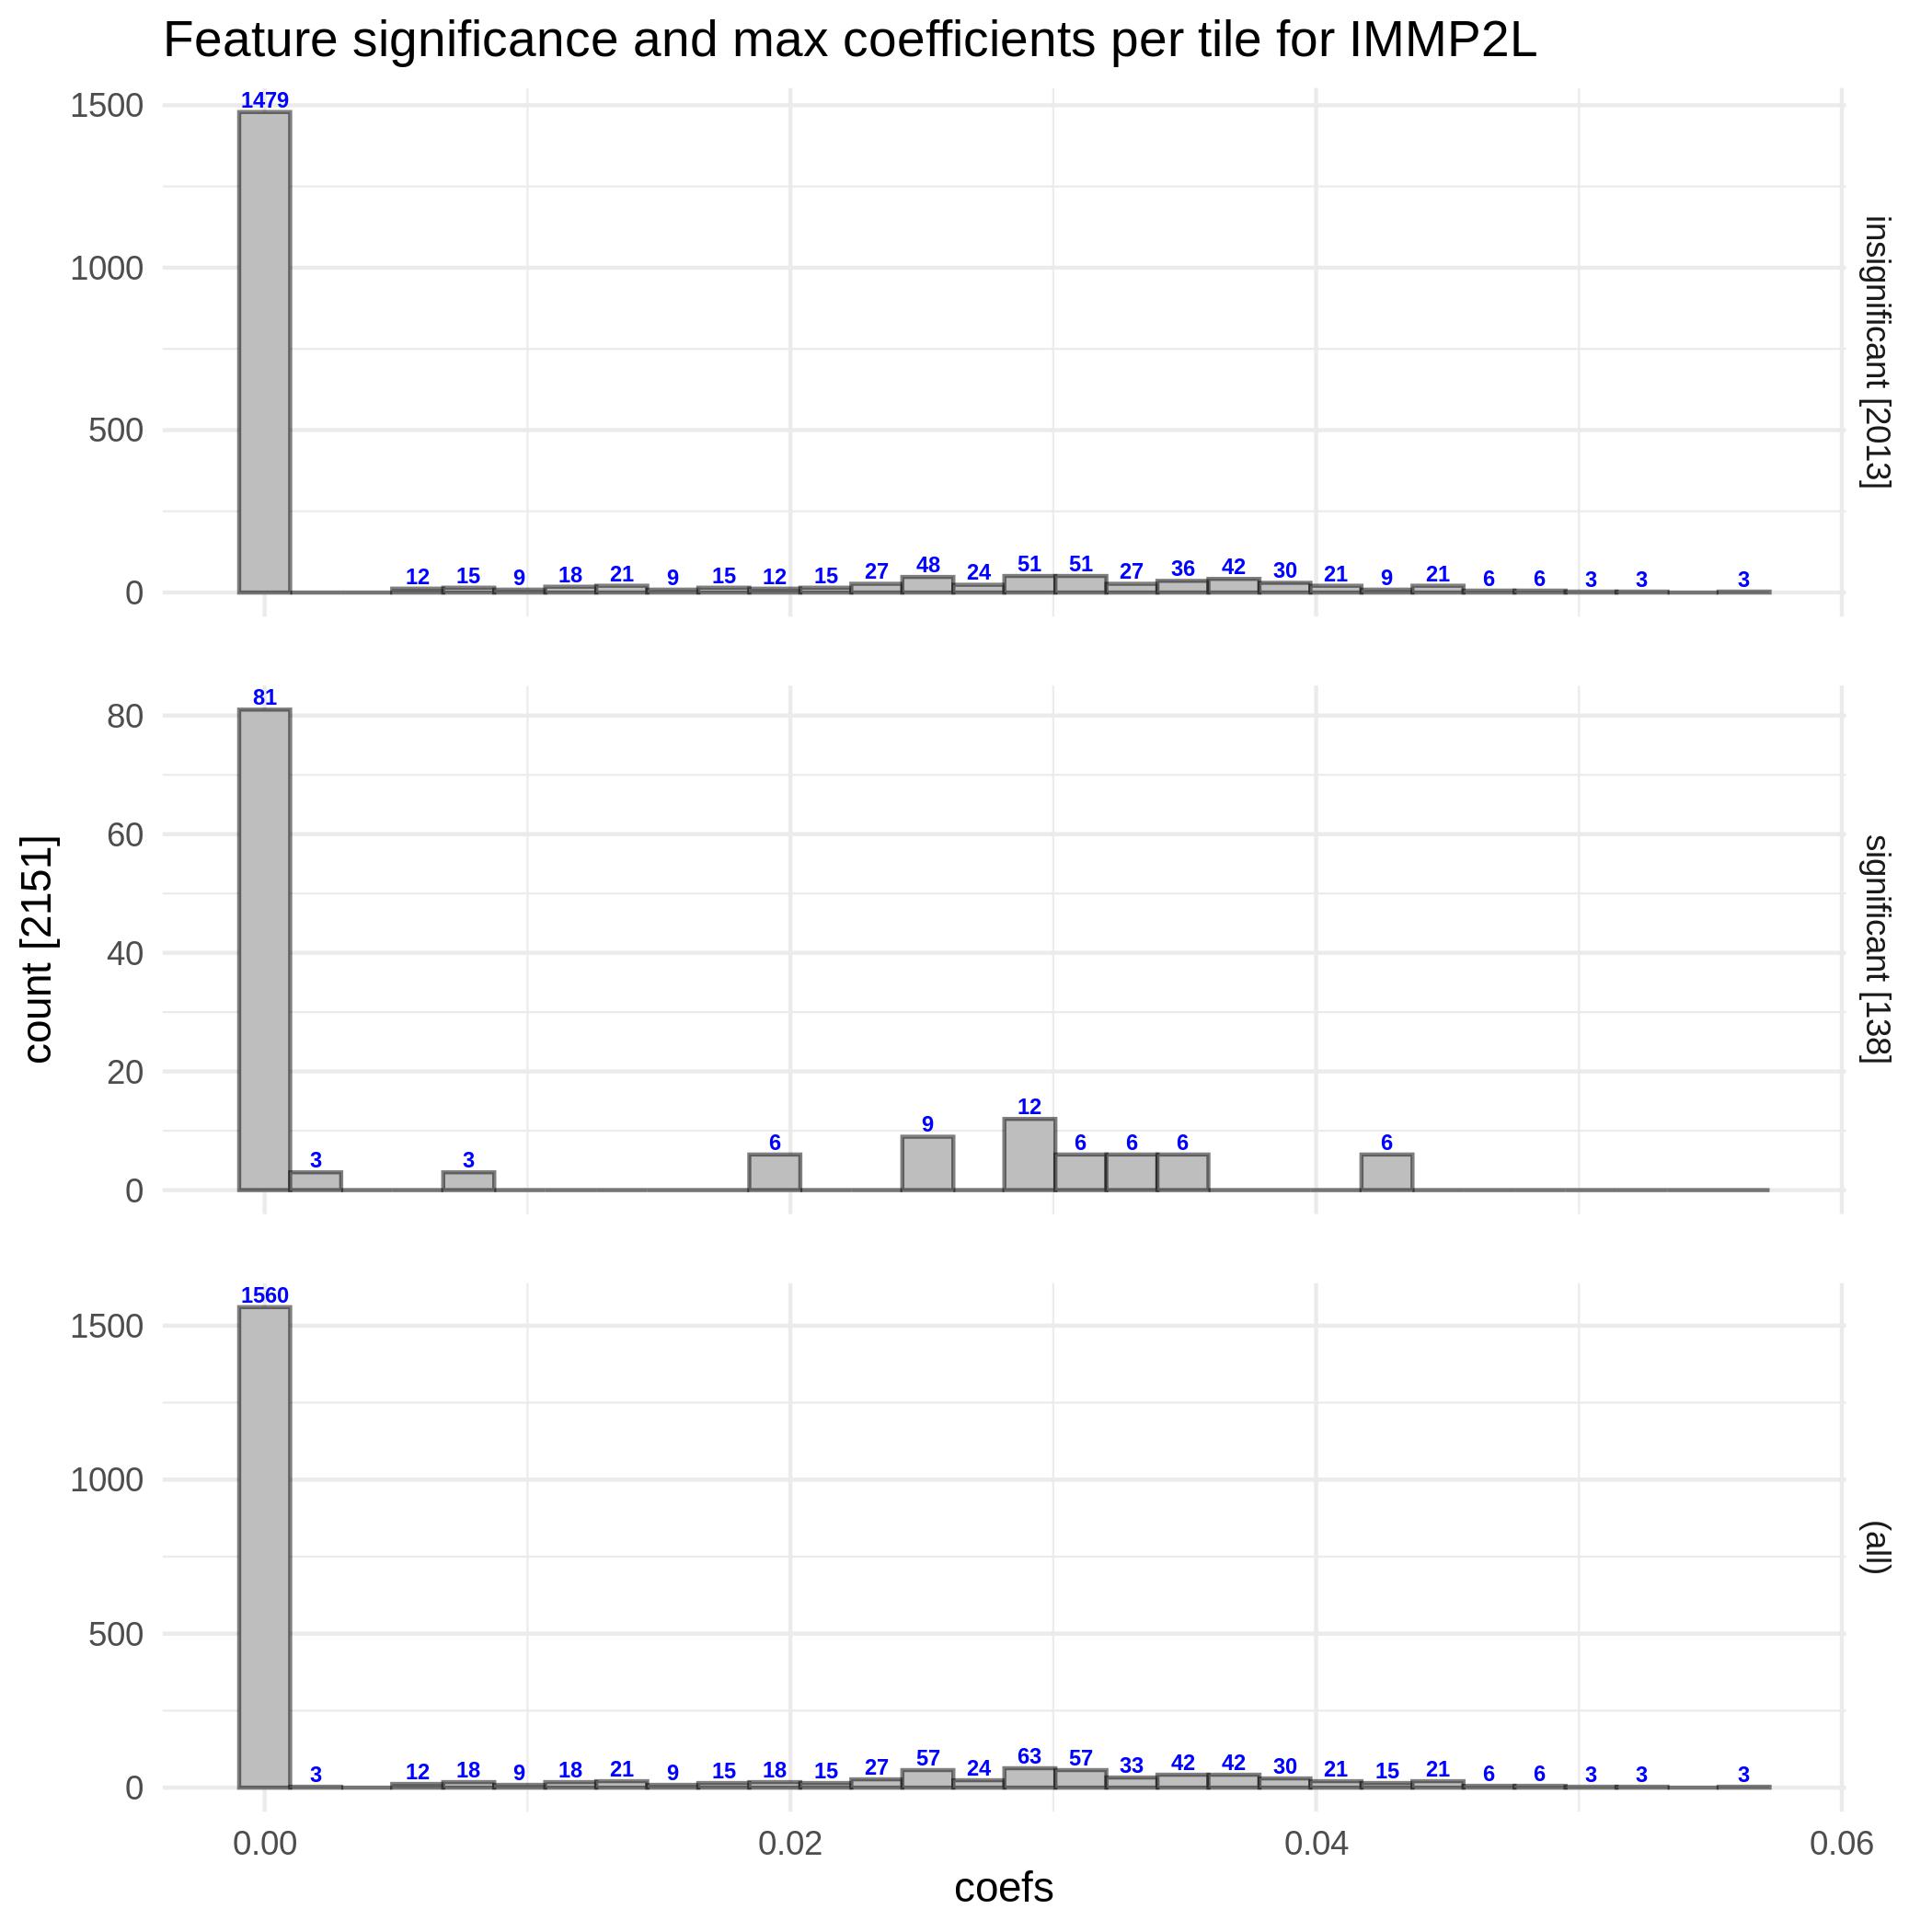 Feature significance and max coefficients per tile for IMMP2L
1500
1000
500
0
1479
12 15 9 18 21 9 15 12 15 27 48 24 51 51 27 36 42 30 21 9 21 6 6 3 3 3
insignificant [2013]
80
60
40
20
0
81
3 3 6 9 12 6 6 6 6
significant [138]
count [2151]
1500
1000
500
0
1560
3 12 18 9 18 21 9 15 18 15 27 57 24 63 57 33 42 42 30 21 15 21 6 6 3 3 3
(all)
0.00 0.02 0.04 0.06
coefs